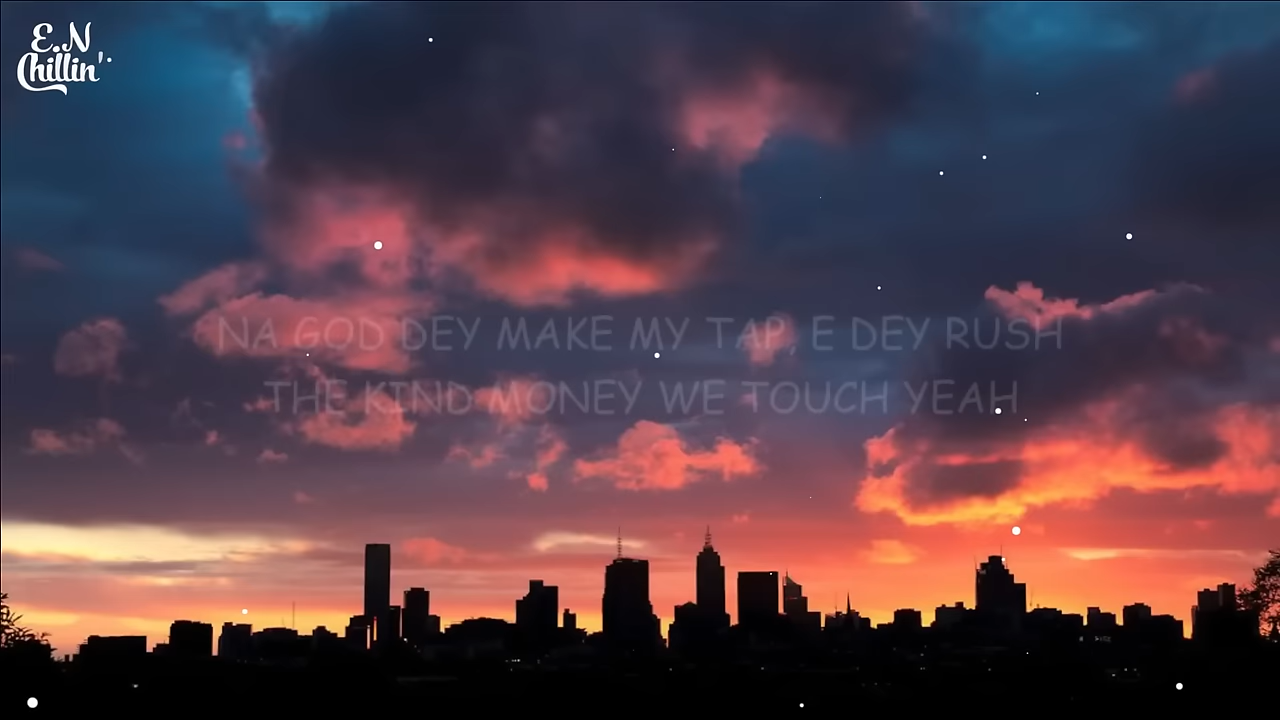 E.N
Chillin'
NA GOD DEY MAKE MY TAP E DEY RUSH
THE KIND MONEY WE TOUCH YEAH